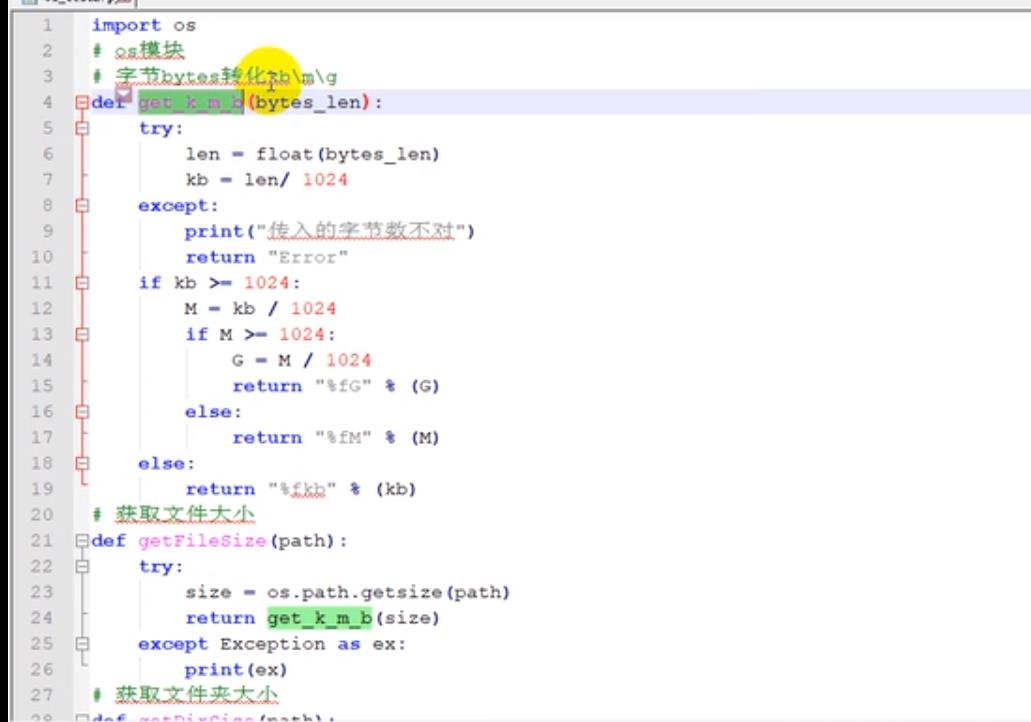 1 import os
2 # os模块
3 # 字节bytes转化kb\m\g
4 def get_k_m_b(bytes_len):
5 try:
6 len = float(bytes_len)
7 kb = len/ 1024
8 except:
9 print("传入的字节数不对")
10 return "Error"
11 if kb >= 1024:
12 M = kb / 1024
13 if M >= 1024:
14 G = M / 1024
15 return "%fG" % (G)
16 else:
17 return "%fM" % (M)
18 else:
19 return "%fkb" % (kb)
20 # 获取文件大小
21 def getFileSize(path):
22 try:
23 size = os.path.getsize(path)
24 return get_k_m_b(size)
25 except Exception as ex:
26 print(ex)
27 # 获取文件夹大小
28 def getDirSize(path):